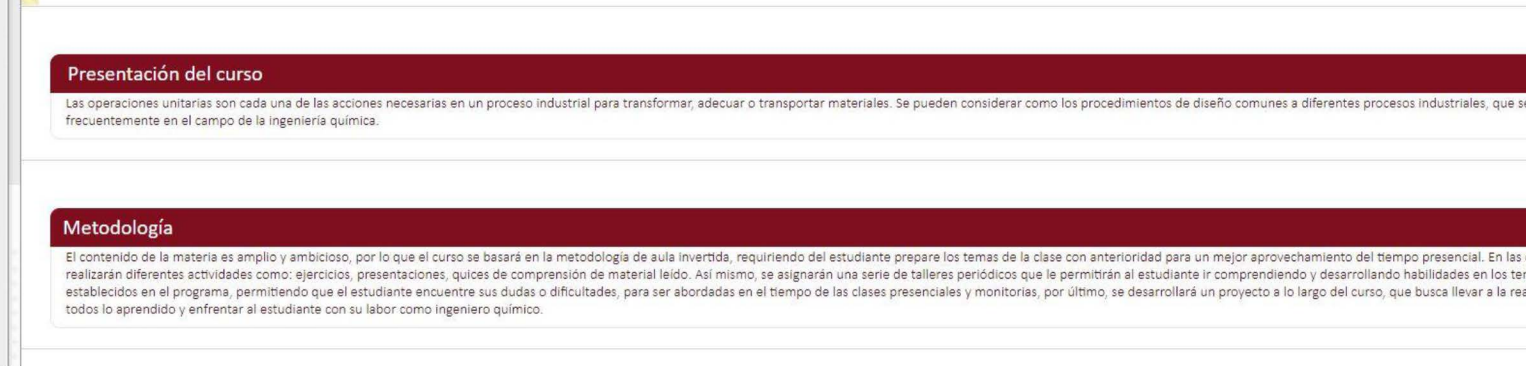 Presentación del curso
Las operaciones unitarias son cada una de las acciones necesarias en un proceso industrial para transformar, adecuar o transportar materiales. Se pueden considerar como los procedimientos de diseño comunes a diferentes procesos industriales, que
frecuentemente en el campo de la ingeniería química.
Metodología
El contenido de la materia es amplio y ambicioso, por lo que el curso se basará en la metodología de aula invertida, requiriendo del estudiante prepare los temas de la clase con anterioridad para un mejor aprovechamiento del tiempo presencial. En las
realizarán diferentes actividades como: ejercicios, presentaciones, quices de comprensión de material leído. Así mismo, se asignarán una serie de talleres periódicos que le permitirán al estudiante ir comprendiendo y desarrollando habilidades en los
establecidos en el programa, permitiendo que el estudiante encuentre sus dudas o dificultades, para ser abordadas en el tiempo de las clases presenciales y monitorias, por último, se desarrollará un proyecto a lo largo del curso, que busca llevar a la
todos lo aprendido y enfrentar al estudiante con su labor como ingeniero químico.